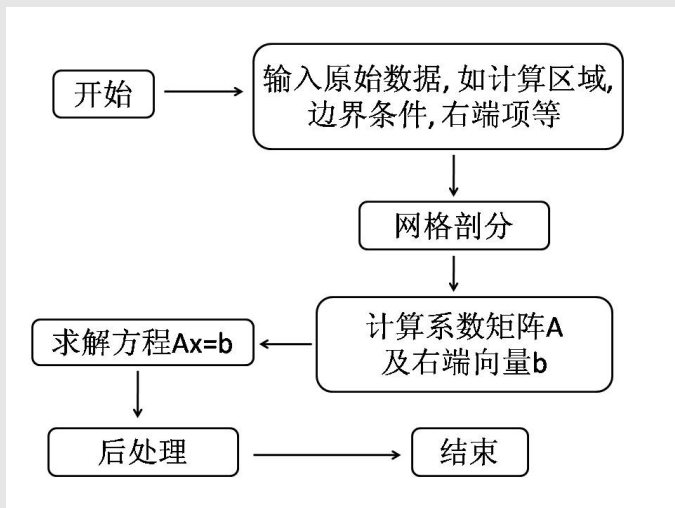 开始
输入原始数据, 如计算区域,
边界条件, 右端项等
网格剖分
计算系数矩阵A
及右端向量b
求解方程Ax=b
后处理
结束